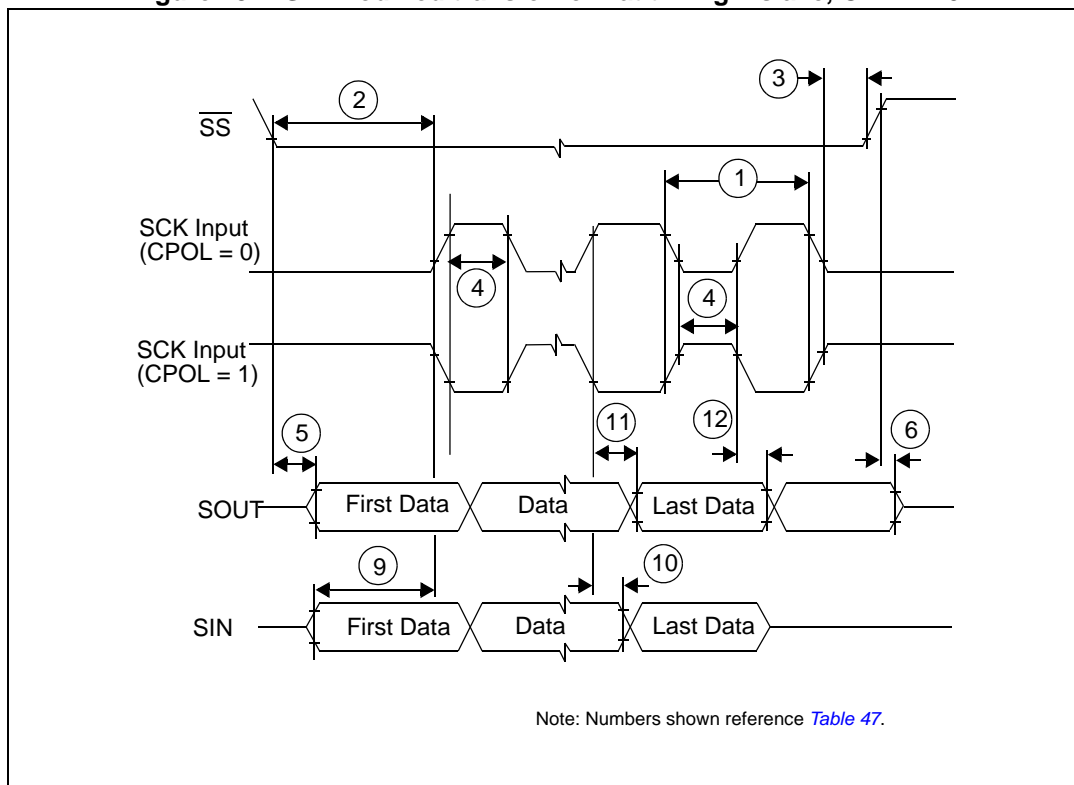 2
3
SS
1
SCK Input
(CPOL = 0)
4
4
SCK Input
(CPOL = 1)
5
11
12
6
SOUT
First Data
Data
Last Data
9
10
SIN
First Data
Data
Last Data
Note: Numbers shown reference Table 47.